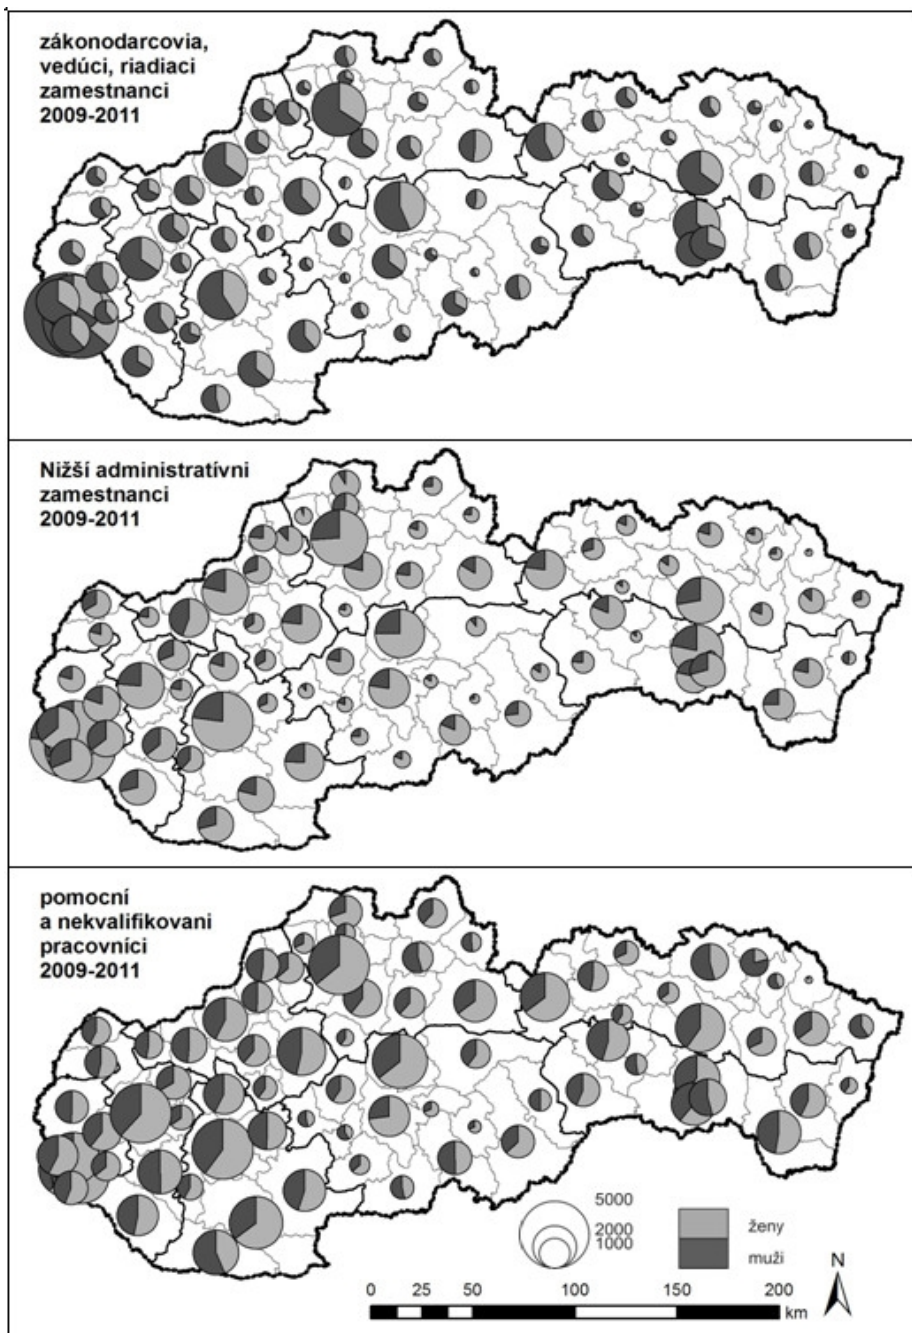 zákonodarcovia,
vedúci, riadiaci
zamestnanci
2009-2011
Nižší administratívni
zamestnanci
2009-2011
pomocní
a nekvalifikovani
pracovníci
2009-2011
5000
2000
1000
ženy
muži
N
0 25 50 100 150 200
km